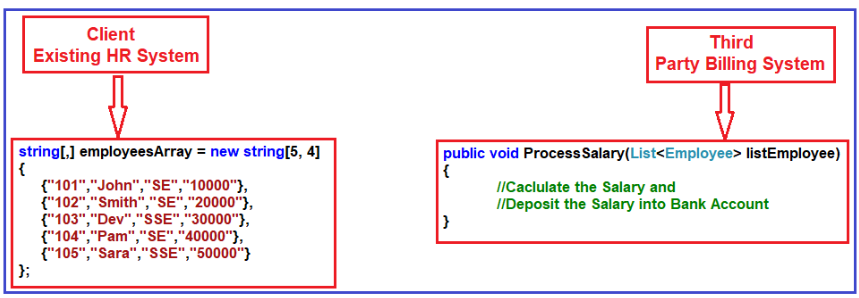 Client
Existing HR System
string[,] employeesArray = new string[5, 4]
{
{"101","John","SE","10000"},
{"102","Smith","SE","20000"},
{"103","Dev","SSE","30000"},
{"104","Pam","SE","40000"},
{"105","Sara","SSE","50000"}
};
Third
Party Billing System
public void ProcessSalary(List<Employee> listEmployee)
{
//Caclulate the Salary and
//Deposit the Salary into Bank Account
}